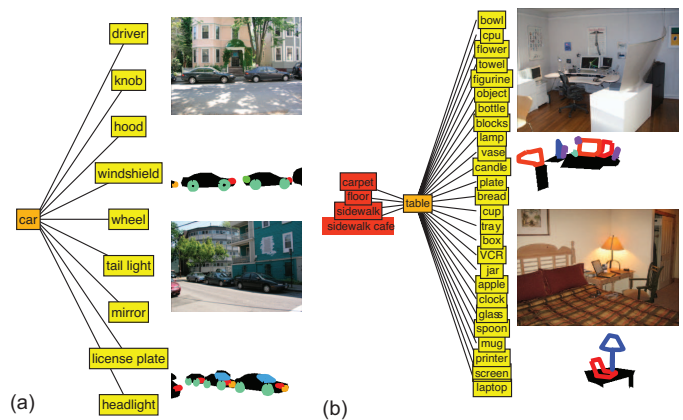 driver
knob
hood
windshield
car
wheel
tail light
mirror
license plate
headlight
(a)
carpet
floor
sidewalk
sidewalk cafe
table
bowl
cpu
flower
towel
figurine
object
bottle
blocks
lamp
vase
candle
plate
bread
cup
tray
box
VCR
jar
apple
clock
glass
spoon
mug
printer
screen
laptop
(b)